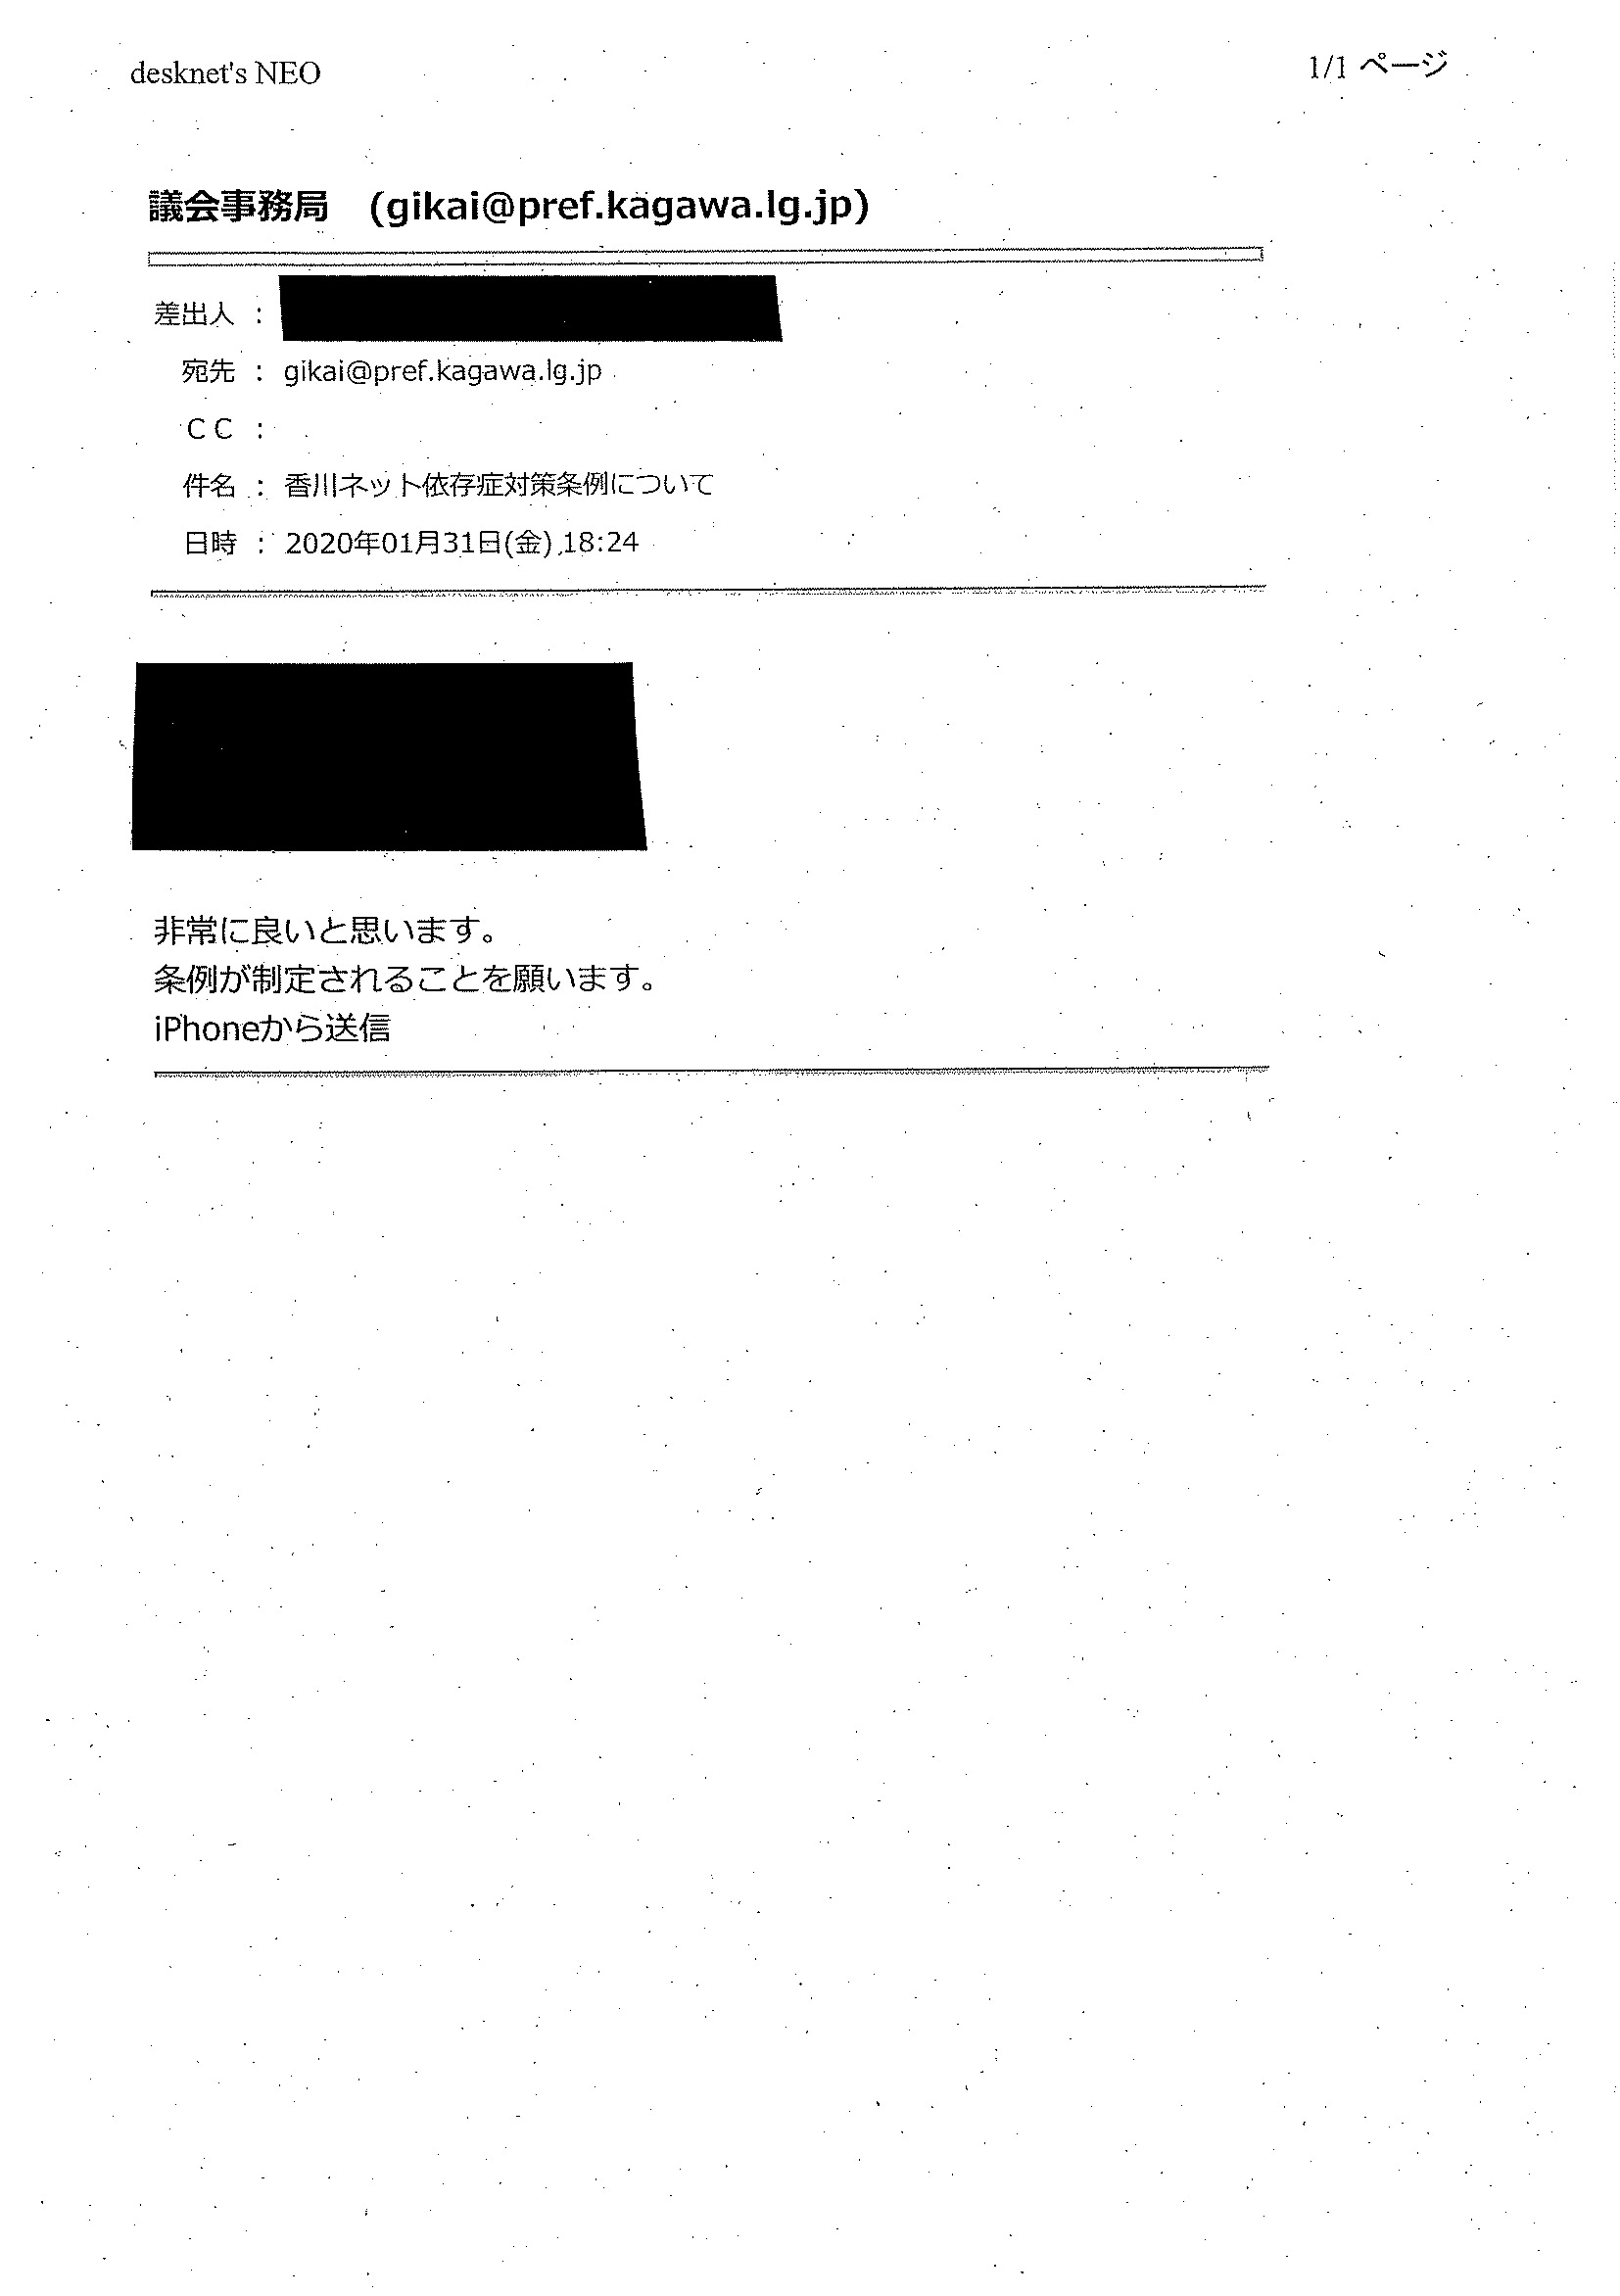 desknet's NEO
1/1 ページ
議会事務局 (gikai@pref.kagawa.lg.jp)
差出人 :
宛先 : gikai@pref.kagawa.lg.jp
CC :
件名 : 香川ネット依存症対策条例について
日時 : 2020年01月31日(金) 18:24
非常に良いと思います。
条例が制定されることを願います。
iPhoneから送信